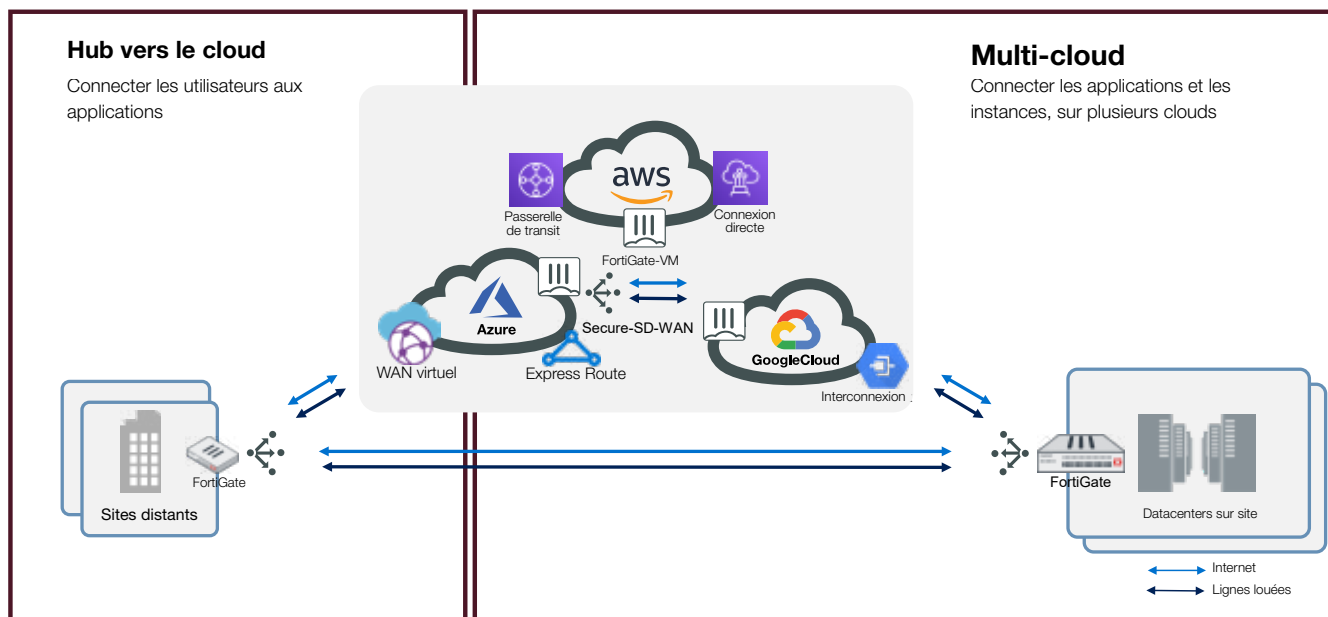 Hub vers le cloud
Connecter les utilisateurs aux
applications
Multi-cloud
Connecter les applications et les
instances, sur plusieurs clouds
aws
Passerelle
de transit
Connexion
directe
FortiGate-VM
Azure
Secure-SD-WAN
GoogleCloud
WAN virtuel
Express Route
Interconnexion
FortiGate
Sites distants
FortiGate
Datacenters sur site
Internet
Lignes louées